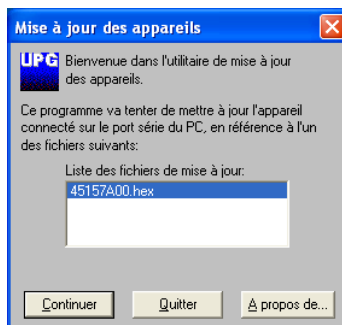 Mise à jour des appareils
UPG
Bienvenue dans l'utilitaire de mise à jour
des appareils.
Ce programme va tenter de mettre à jour l'appareil
connecté sur le port série du PC, en référence à l'un
des fichiers suivants:
Liste des fichiers de mise à jour:
45157A00.hex
Continuer
Quitter
A propos de...